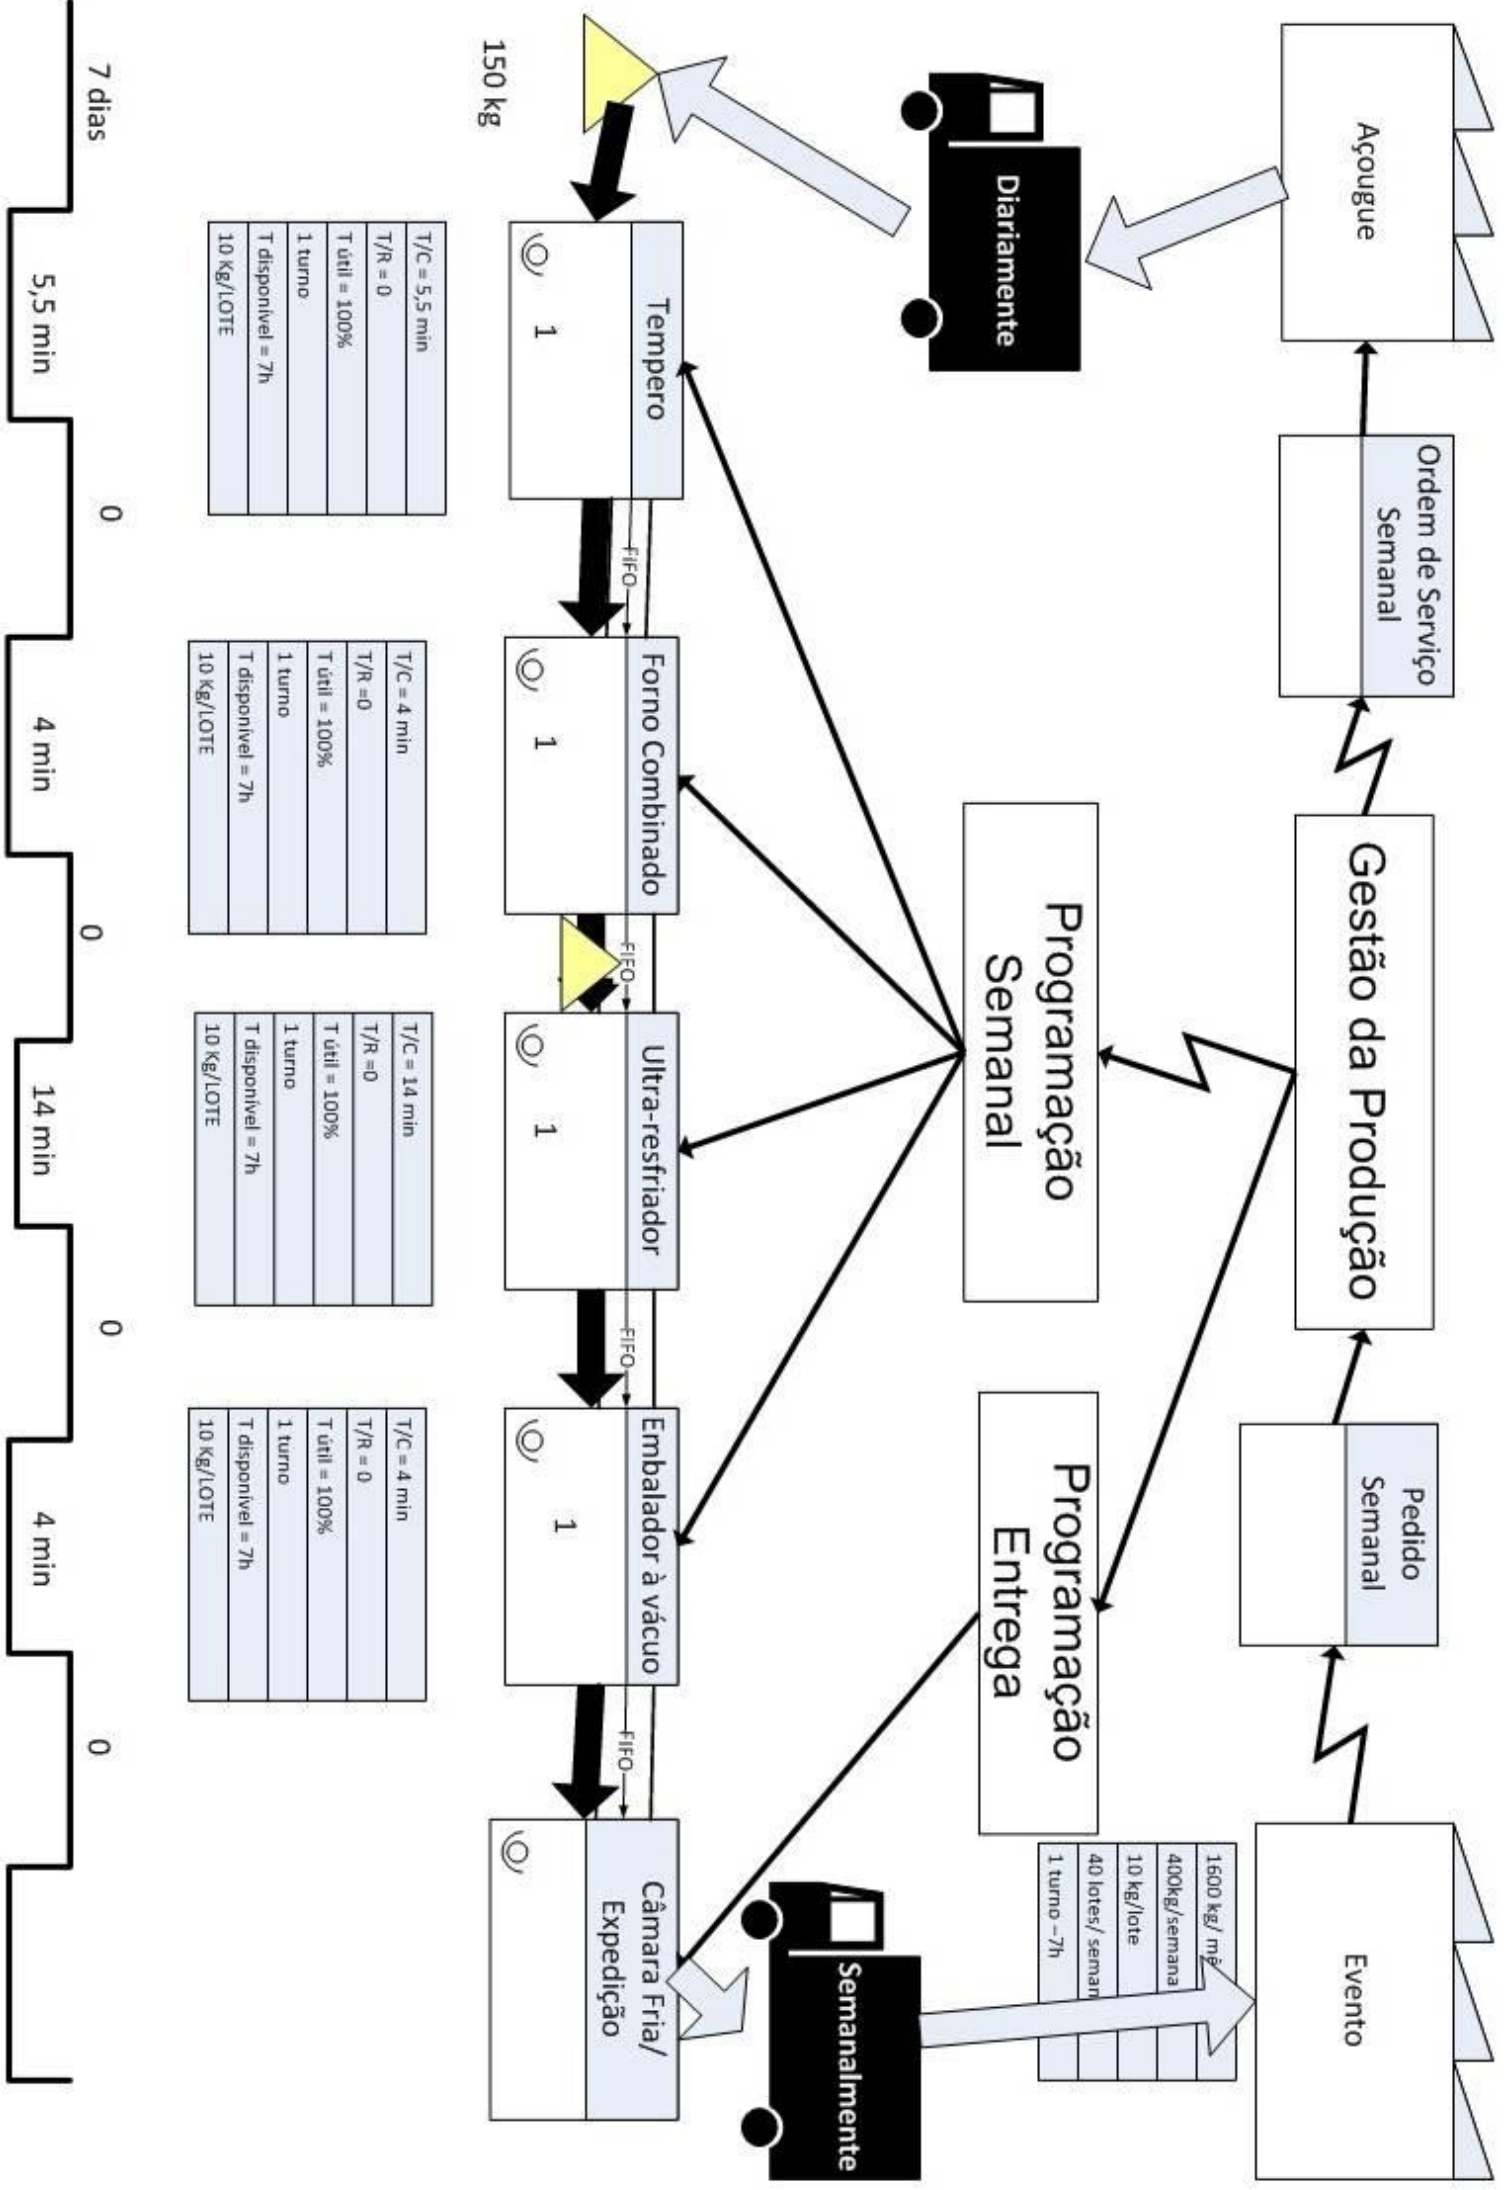 Açougue
Ordem de Serviço
Semanal
Gestão da Produção
Pedido
Semanal
Evento
1600 kg/ mê
400kg/semana
10 kg/lote
40 lotes/ seman
1 turno –7h
Diariamente
Programação
Semanal
Programação
Entrega
Semanalmente
150 kg
Tempero
1
FIFO
Forno Combinado
1
FIFO
Ultra-resfriador
1
FIFO
Embalador à vácuo
1
FIFO
Câmara Fria/
Expedição
T/C = 5,5 min
T/R = 0
T útil = 100%
1 turno
T disponível = 7h
10 Kg/LOTE
T/C = 4 min
T/R =0
T útil = 100%
1 turno
T disponível = 7h
10 Kg/LOTE
T/C = 14 min
T/R =0
T útil = 100%
1 turno
T disponível = 7h
10 Kg/LOTE
T/C = 4 min
T/R = 0
T útil = 100%
1 turno
T disponível = 7h
10 Kg/LOTE
7 dias
5,5 min
0
4 min
0
14 min
0
4 min
0